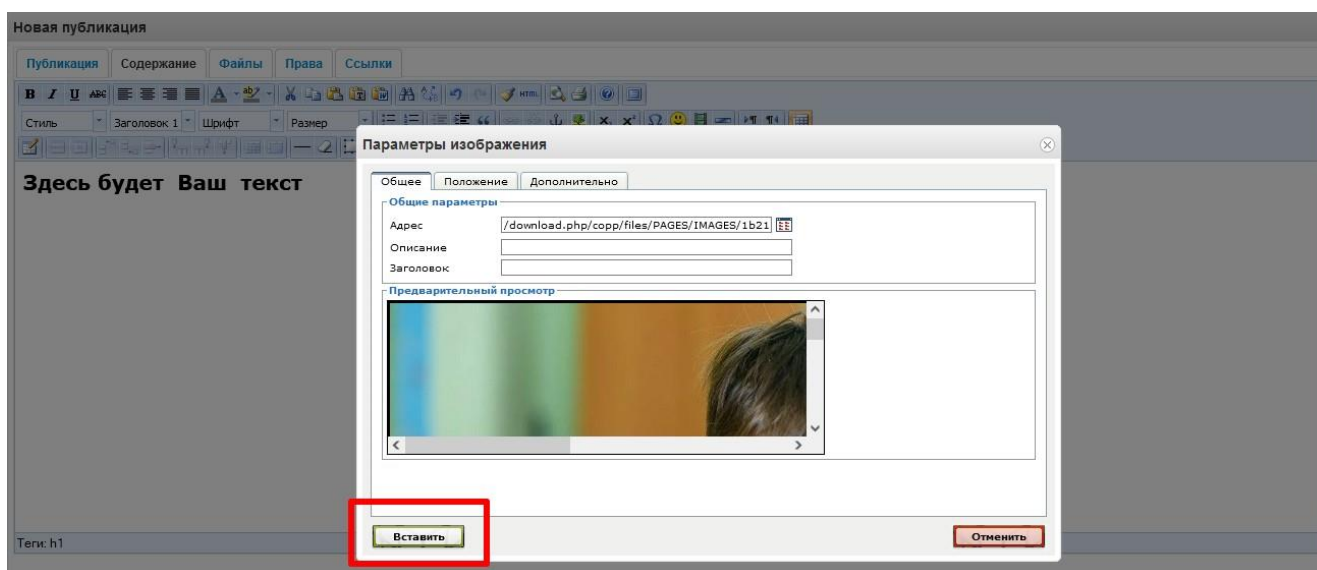 Новая публикация
Публикация Содержание Файлы Права Ссылки
B I U ABC HTML
Стиль Заголовок 1 Шрифт Размер
Параметры изображения
Здесь будет Ваш текст
Общее Положение Дополнительно
Общие параметры
Адрес /download.php/copp/files/PAGES/IMAGES/1b21
Описание
Заголовок
Предварительный просмотр
Вставить Отменить
Теги: h1